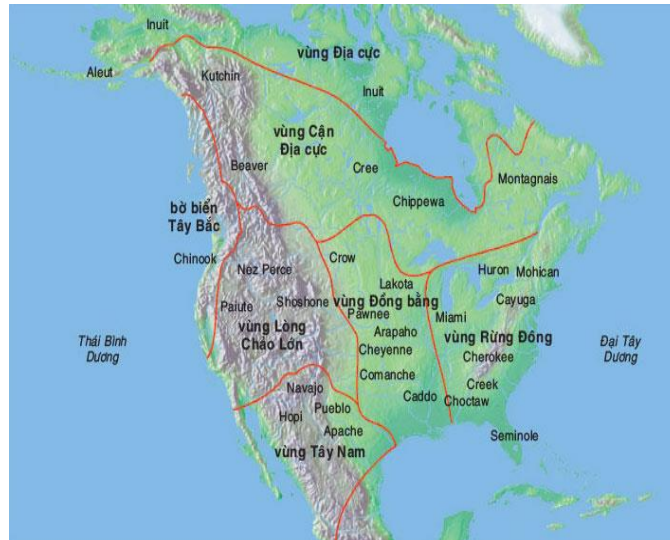 Inuit
vùng Địa cực
Aleut
Kutchin
Inuit
vùng Cận
Địa cực
Beaver
Cree
Montagnais
Chippewa
bờ biển
Tây Bắc
Chinook
Crow
Huron
Mohican
Nez Perce
Lakota
Cayuga
Shoshone
vùng Đồng bằng
Paiute
Pawnee
Miami
vùng Lòng
Chảo Lớn
Arapaho
vùng Rừng Đông
Thái Bình
Dương
Cheyenne
Cherokee
Đại Tây
Dương
Comanche
Creek
Navajo
Caddo
Choctaw
Hopi
Pueblo
Apache
Seminole
vùng Tây Nam